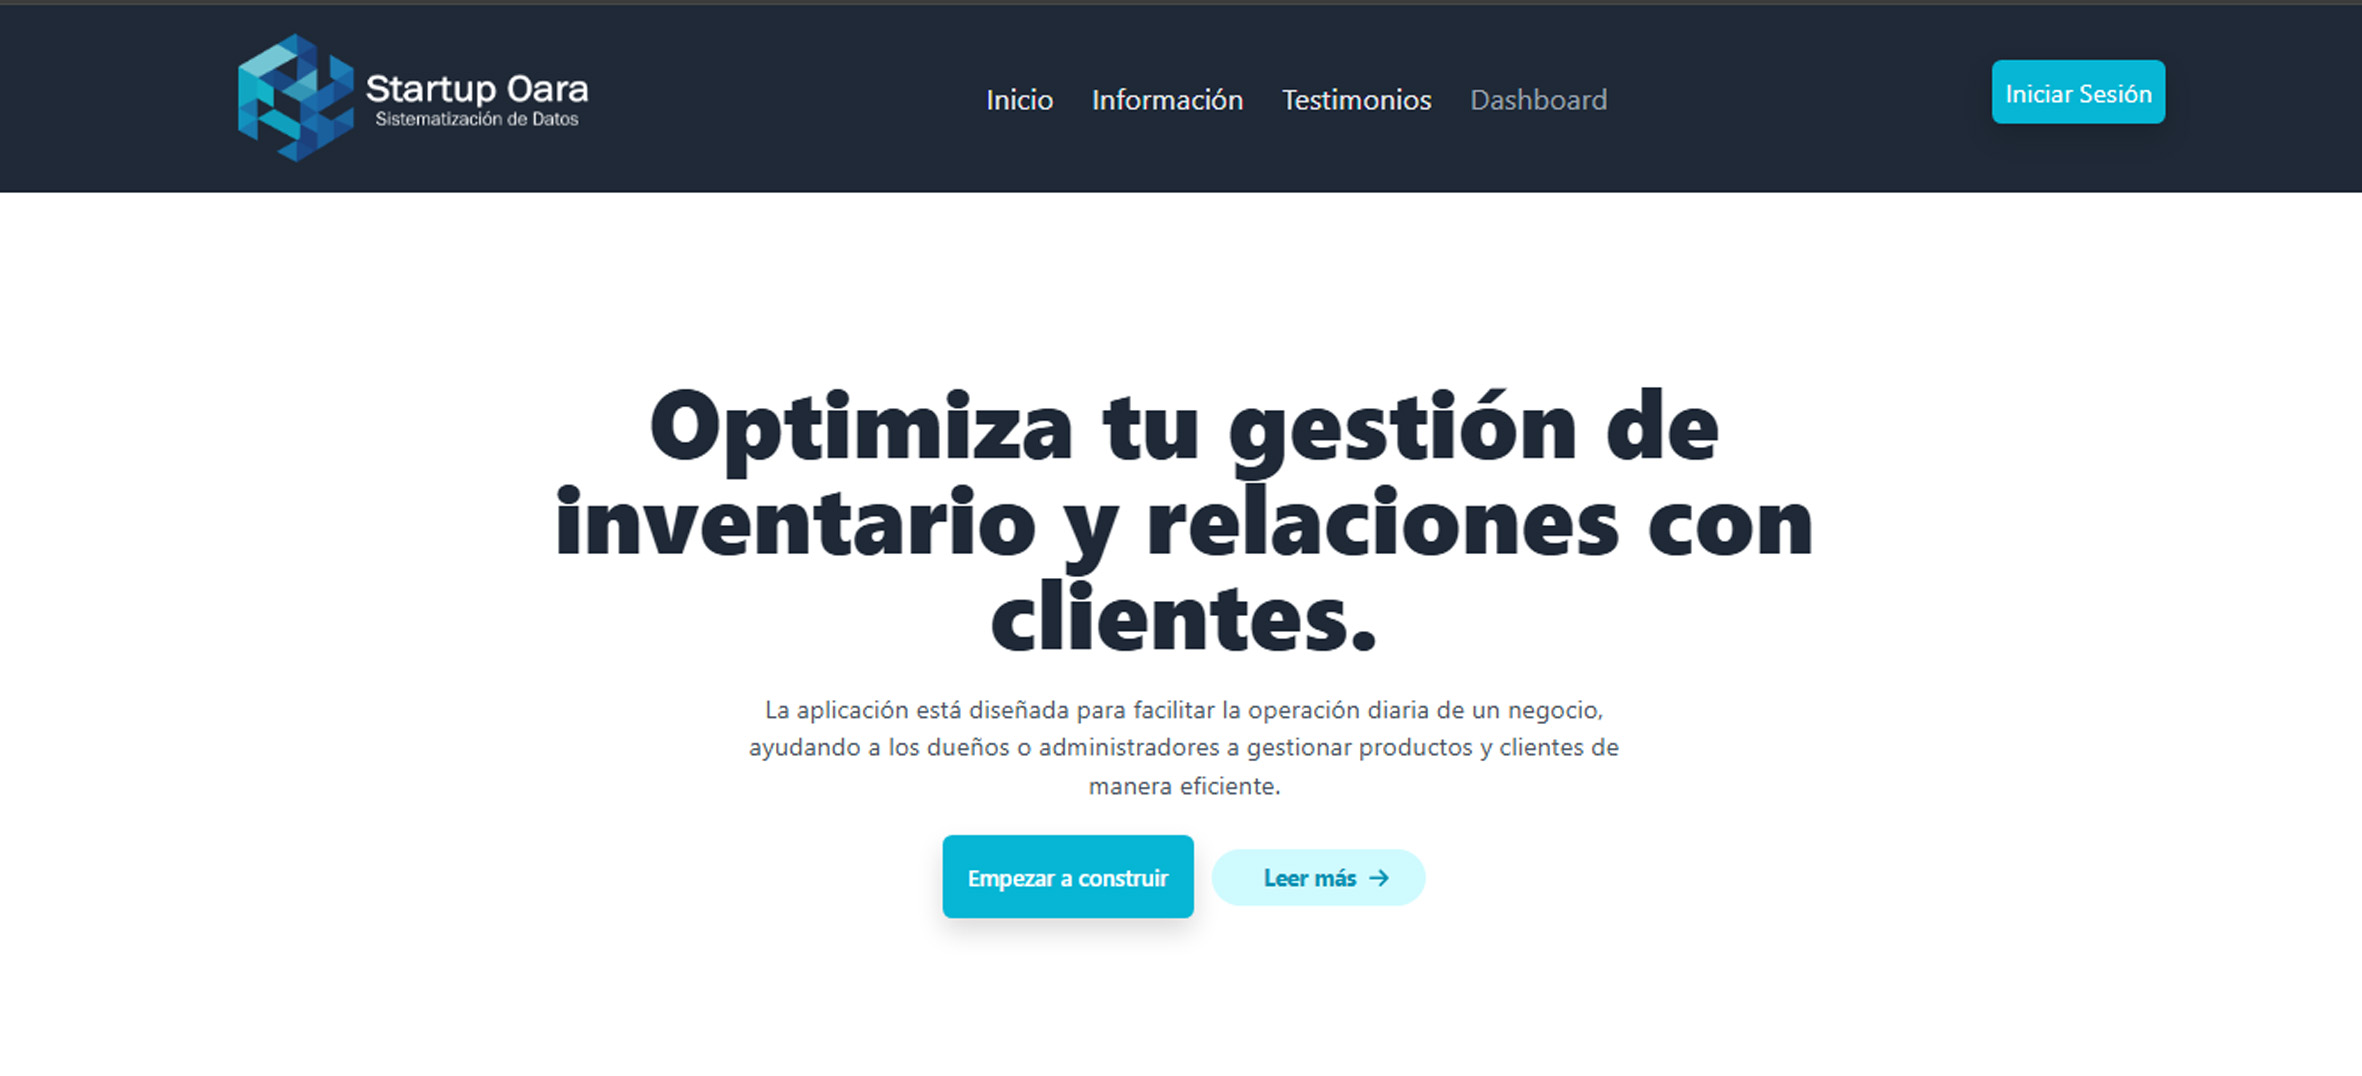 Startup Oara
Sistematización de Datos
Inicio Información Testimonios Dashboard
Iniciar Sesión
Optimiza tu gestión de
inventario y relaciones con
clientes.
La aplicación está diseñada para facilitar la operación diaria de un negocio,
ayudando a los dueños o administradores a gestionar productos y clientes de
manera eficiente.
Empezar a construir
Leer más →